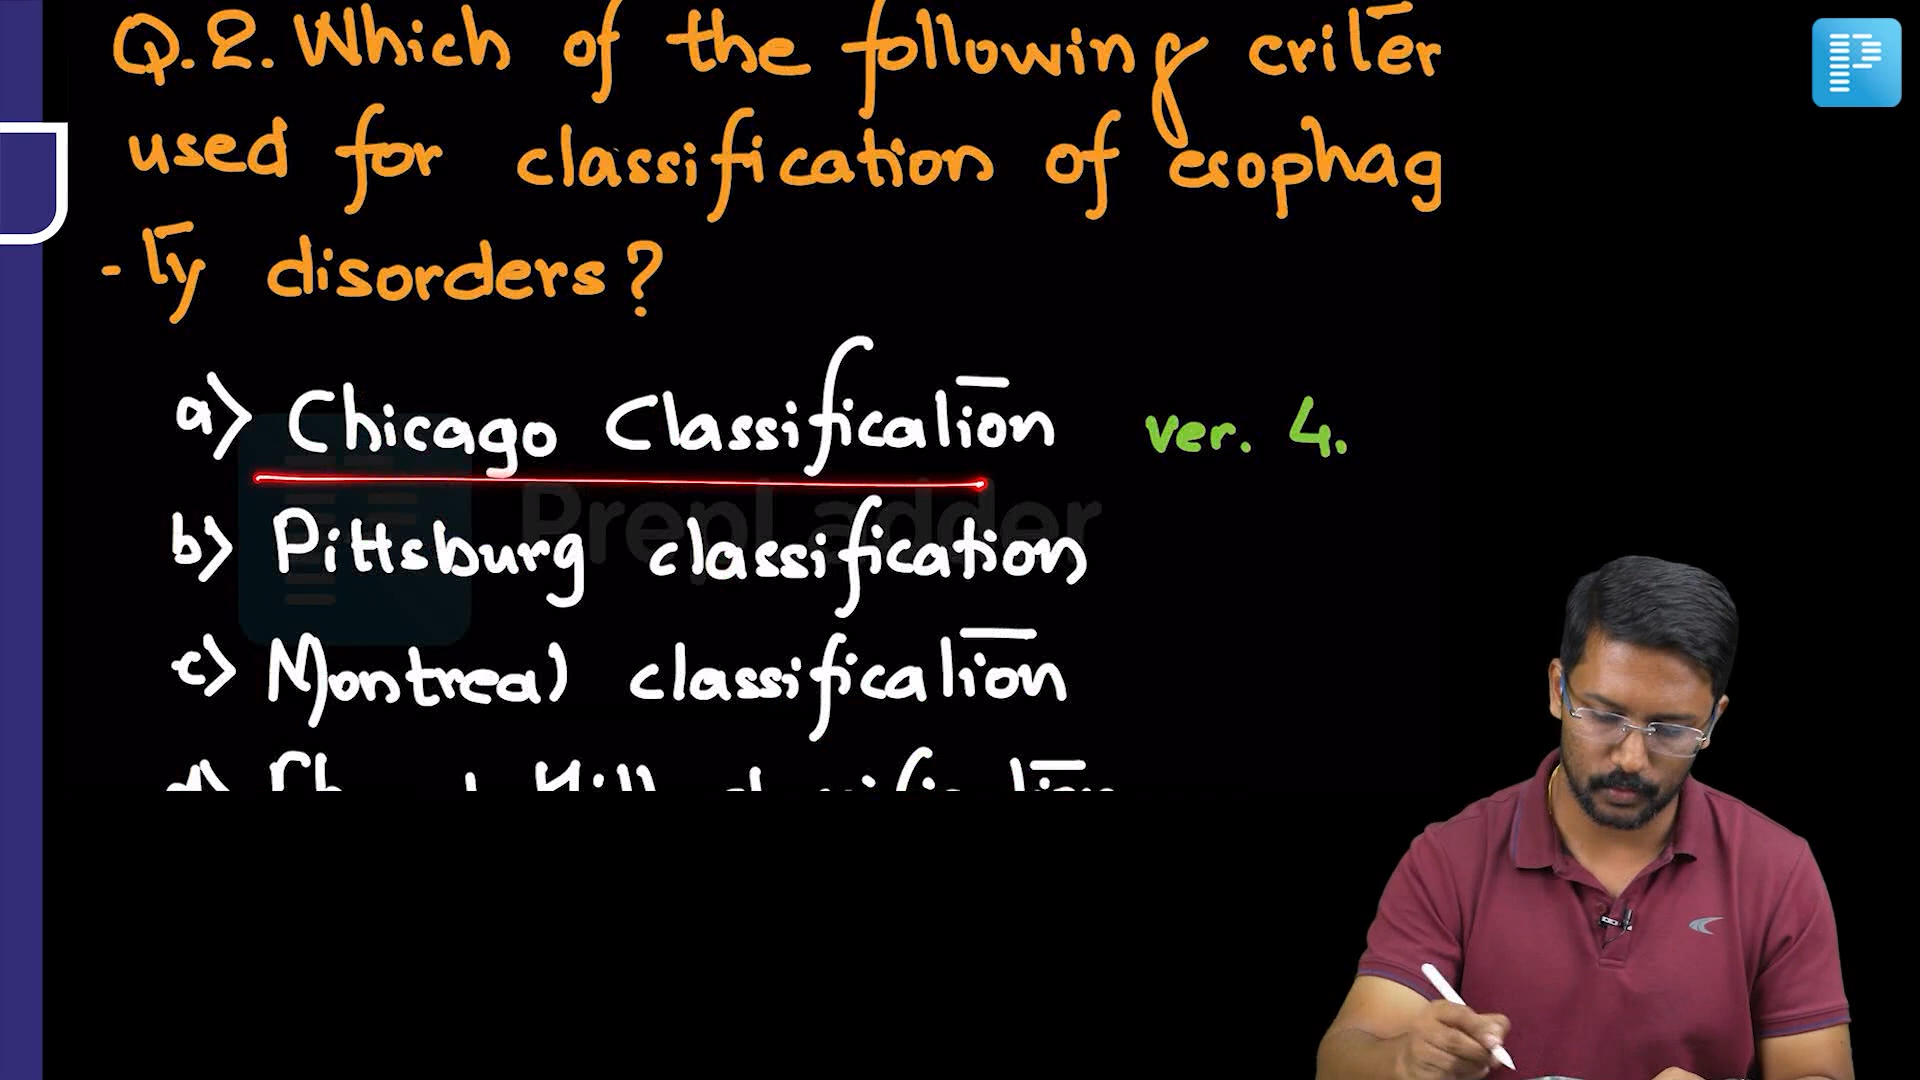 Q.2. Which of the following criter
used for classification of esophag
-ty disorders?
a) Chicago Classification ver. 4.
b) Pittsburg classification
c) Montreal classification
PrepLadder